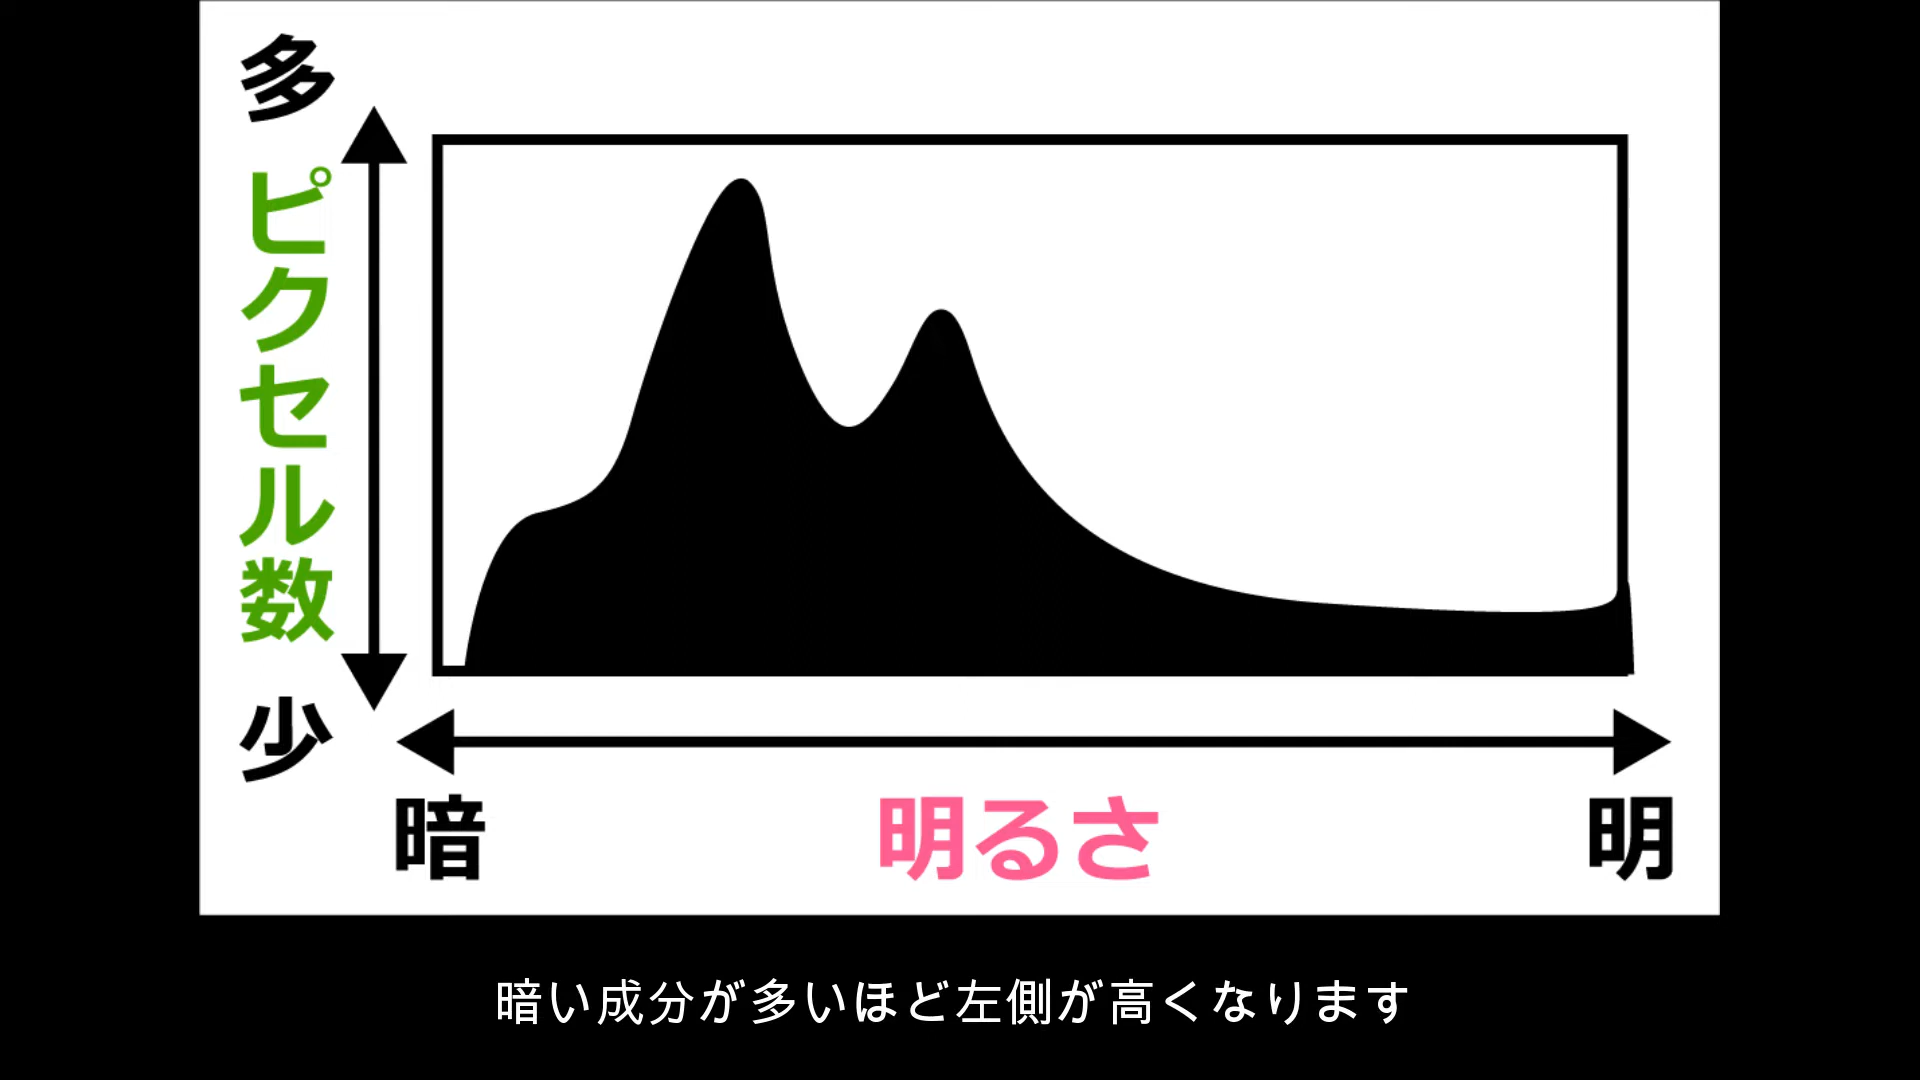 多
ピクセル数
少
暗
明るさ
明
暗い成分が多いほど左側が高くなります